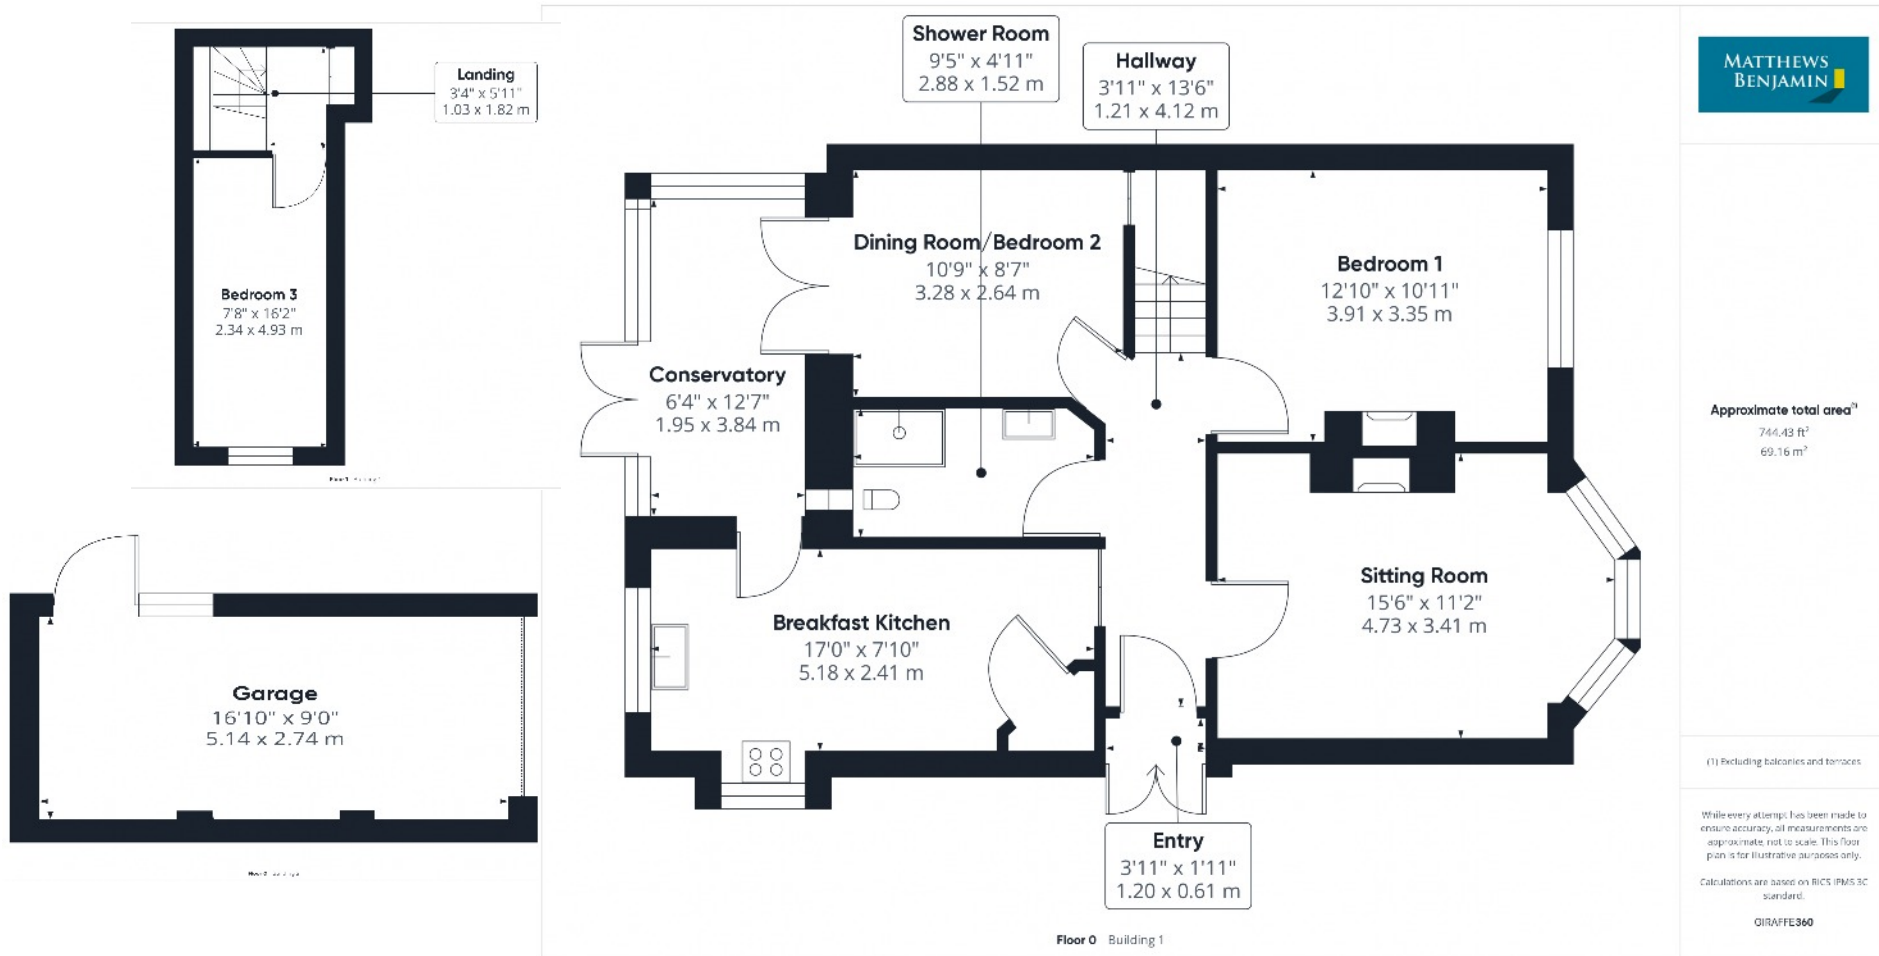 Landing
3'4" x 5'11"
1.03 x 1.82 m
Bedroom 3
7'8" x 16'2"
2.34 x 4.93 m
Floor 1
Garage
16'10" x 9'0"
5.14 x 2.74 m
Shower Room
9'5" x 4'11"
2.88 x 1.52 m
Hallway
3'11" x 13'6"
1.21 x 4.12 m
Dining Room/Bedroom 2
10'9" x 8'7"
3.28 x 2.64 m
Bedroom 1
12'10" x 10'11"
3.91 x 3.35 m
Conservatory
6'4" x 12'7"
1.95 x 3.84 m
Breakfast Kitchen
17'0" x 7'10"
5.18 x 2.41 m
Sitting Room
15'6" x 11'2"
4.73 x 3.41 m
Entry
3'11" x 1'11"
1.20 x 0.61 m
Floor 0 Building 1
MATTHEWS
BENJAMIN
Approximate total area⁽¹⁾
744.43 ft²
69.16 m²
(1) Excluding balconies and terraces
While every attempt has been made to
ensure accuracy, all measurements are
approximate, not to scale. This floor
plan is for illustrative purposes only.
Calculations are based on RICS IPMS 3C
standard.
GIRAFFE360